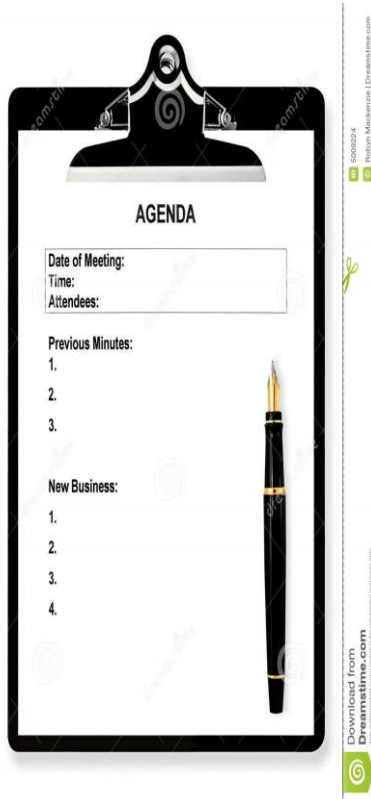 AGENDA
Date of Meeting:
Time:
Attendees:
Previous Minutes:
1.
2.
3.
New Business:
1.
2.
3.
4.
ID 5009224
© Robyn Mackenzie | Dreamstime.com
Download from
Dreamstime.com